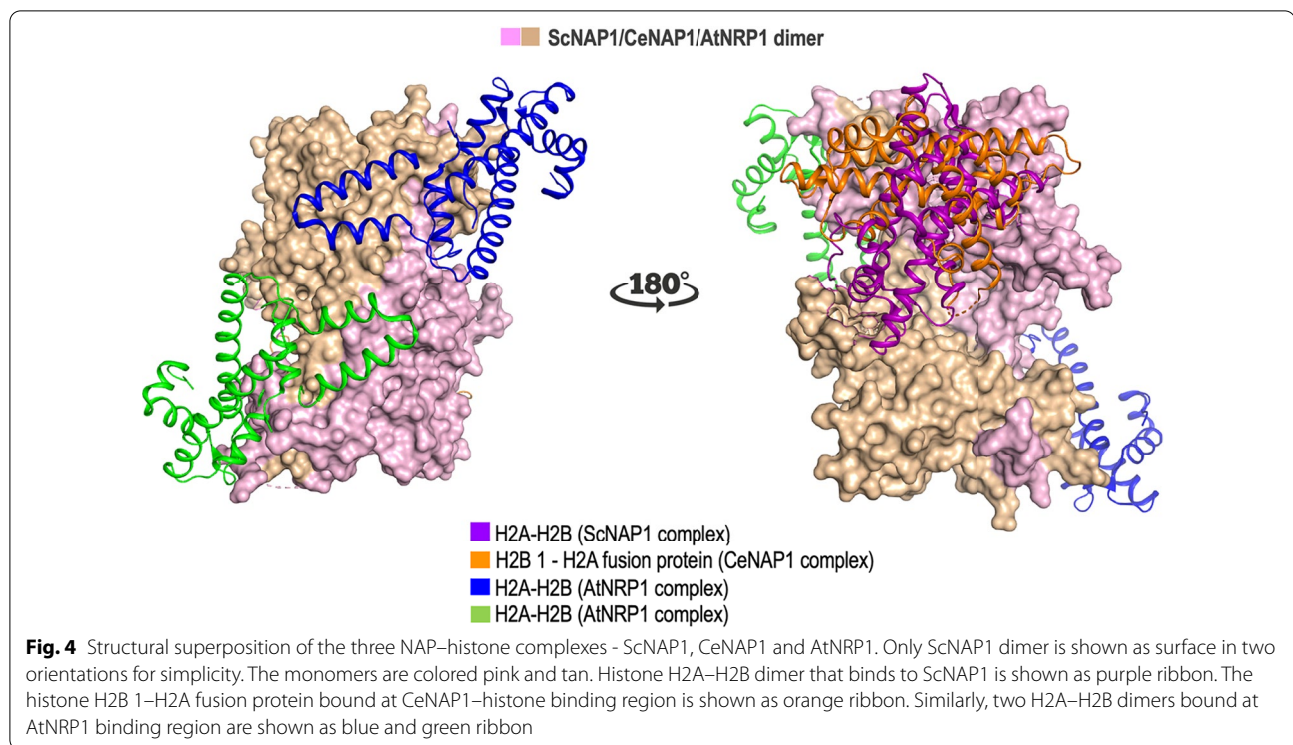 ScNAP1/CeNAP1/AtNRP1 dimer
180°
H2A-H2B (ScNAP1 complex)
H2B 1 - H2A fusion protein (CeNAP1 complex)
H2A-H2B (AtNRP1 complex)
H2A-H2B (AtNRP1 complex)
Fig. 4 Structural superposition of the three NAP–histone complexes - ScNAP1, CeNAP1 and AtNRP1. Only ScNAP1 dimer is shown as surface in two
orientations for simplicity. The monomers are colored pink and tan. Histone H2A–H2B dimer that binds to ScNAP1 is shown as purple ribbon. The
histone H2B 1–H2A fusion protein bound at CeNAP1–histone binding region is shown as orange ribbon. Similarly, two H2A–H2B dimers bound at
AtNRP1 binding region are shown as blue and green ribbon